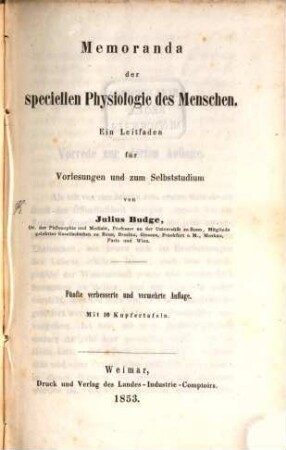 Memoranda
der
speciellen Physiologie des Menschen.
Ein Leitfaden
für
Vorlesungen und zum Selbststudium
von
Julius Budge,
Dr. der Philosophie und Medicin, Professor an der Universität zu Bonn, Mitgliede
gelehrter Gesellschaften zu Bonn, Breslau, Giessen, Frankfurt a M., Moskau,
Paris und Wien.
Fünfte verbesserte und vermehrte Auflage.
Mit 10 Kupfertafeln.
Weimar,
Druck und Verlag des Landes-Industrie-Comptoirs.
1853.